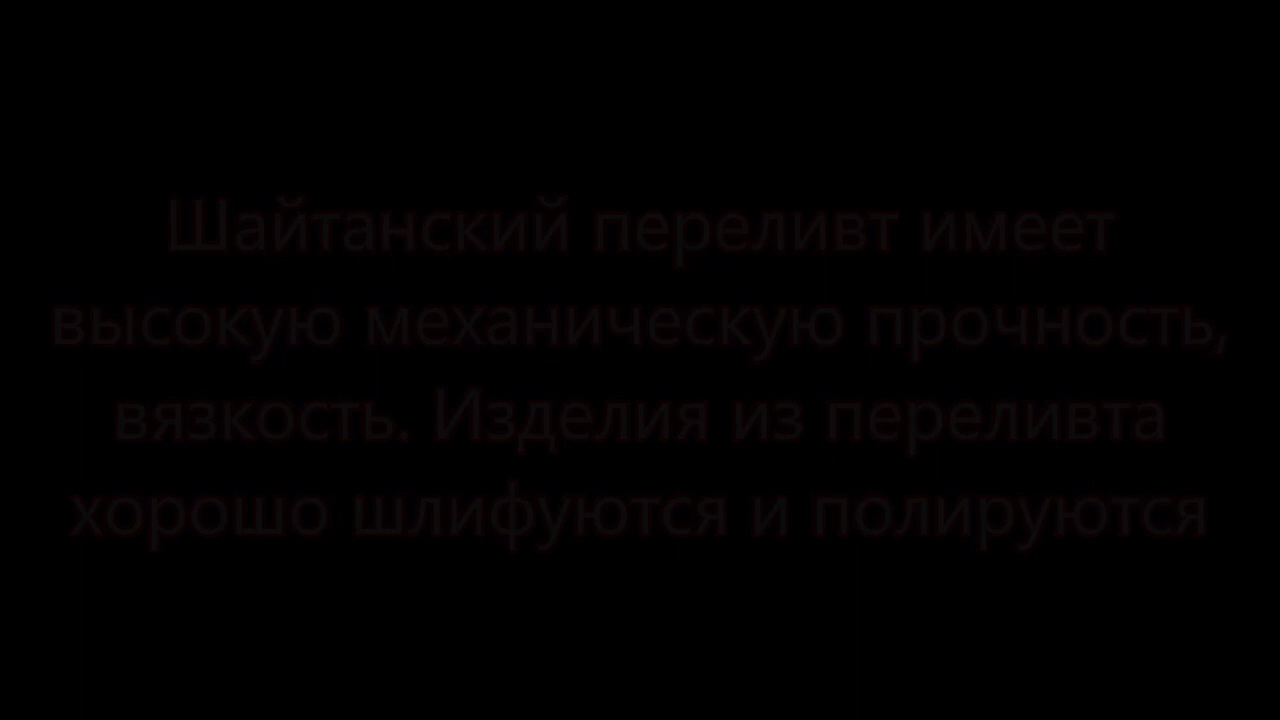 Шайтанский переливт имеет
высокую механическую прочность,
вязкость. Изделия из переливта
хорошо шлифуются и полируются